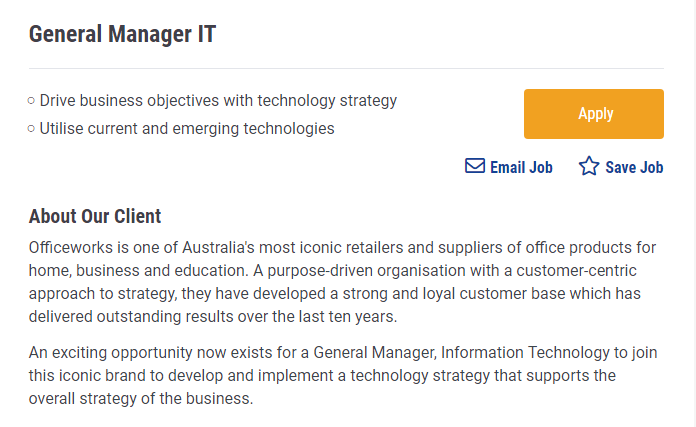 General Manager IT
○ Drive business objectives with technology strategy
○ Utilise current and emerging technologies
Apply
Email Job
Save Job
About Our Client
Officeworks is one of Australia's most iconic retailers and suppliers of office products for
home, business and education. A purpose-driven organisation with a customer-centric
approach to strategy, they have developed a strong and loyal customer base which has
delivered outstanding results over the last ten years.
An exciting opportunity now exists for a General Manager, Information Technology to join
this iconic brand to develop and implement a technology strategy that supports the
overall strategy of the business.